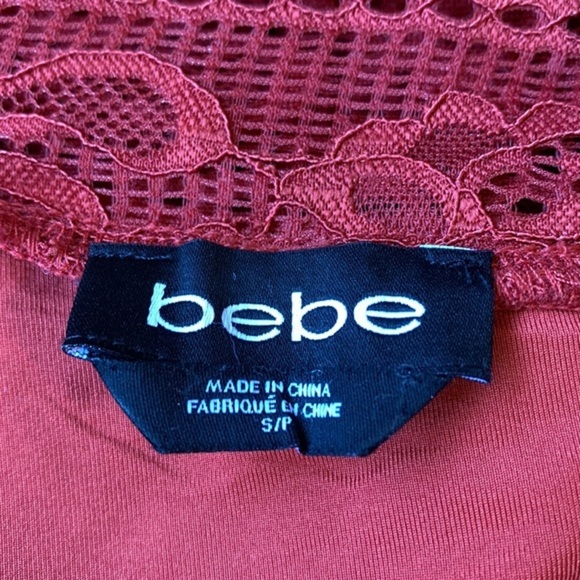 bebe
MADE IN CHINA
FABRIQUÉ EN CHINE
S/P